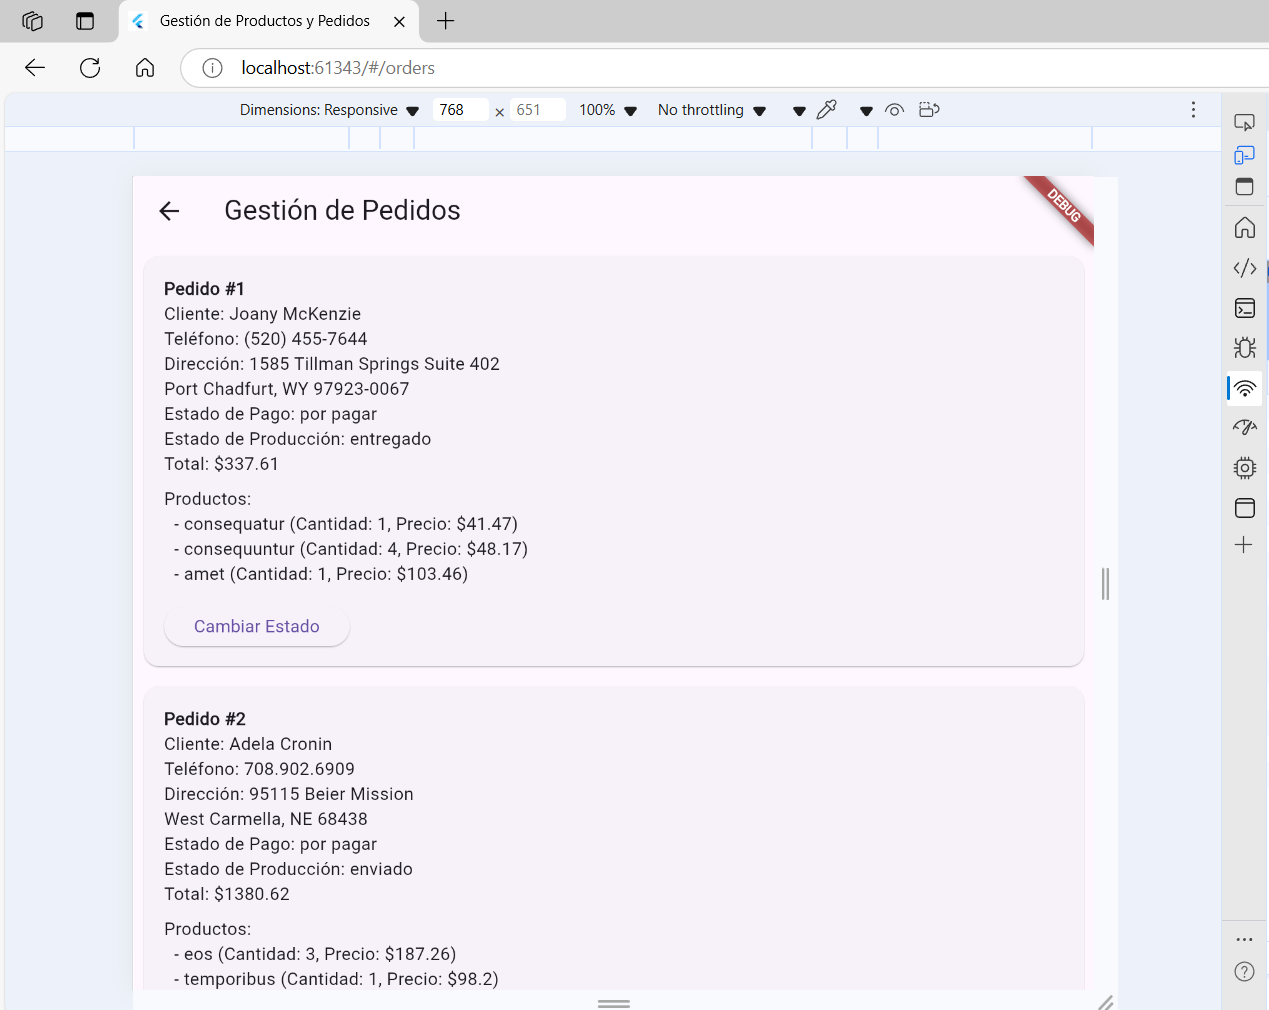 Gestión de Productos y Pedidos
localhost:61343/#/orders
Dimensions: Responsive 768 × 651 100% No throttling
Gestión de Pedidos
DEBUG
Pedido #1
Cliente: Joany McKenzie
Teléfono: (520) 455-7644
Dirección: 1585 Tillman Springs Suite 402
Port Chadfurt, WY 97923-0067
Estado de Pago: por pagar
Estado de Producción: entregado
Total: $337.61
Productos:
- consequatur (Cantidad: 1, Precio: $41.47)
- consequuntur (Cantidad: 4, Precio: $48.17)
- amet (Cantidad: 1, Precio: $103.46)
Cambiar Estado
Pedido #2
Cliente: Adela Cronin
Teléfono: 708.902.6909
Dirección: 95115 Beier Mission
West Carmella, NE 68438
Estado de Pago: por pagar
Estado de Producción: enviado
Total: $1380.62
Productos:
- eos (Cantidad: 3, Precio: $187.26)
- temporibus (Cantidad: 1, Precio: $98.2)